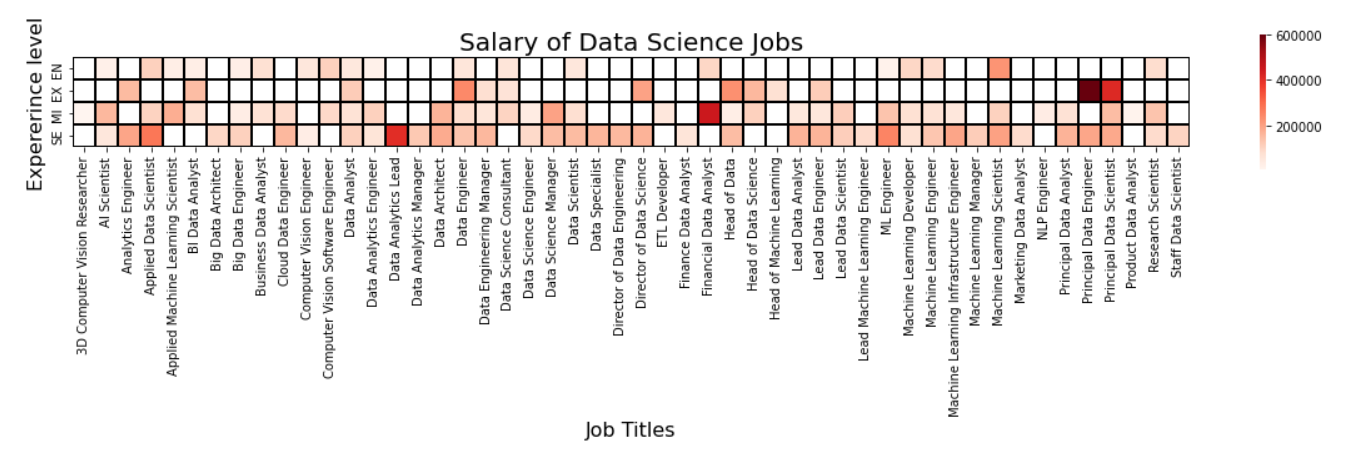 Salary of Data Science Jobs
Expererince level
EN
EX
MI
SE
600000
400000
200000
3D Computer Vision Researcher
AI Scientist
Analytics Engineer
Applied Data Scientist
Applied Machine Learning Scientist
BI Data Analyst
Big Data Architect
Big Data Engineer
Business Data Analyst
Cloud Data Engineer
Computer Vision Engineer
Computer Vision Software Engineer
Data Analyst
Data Analytics Engineer
Data Analytics Lead
Data Analytics Manager
Data Architect
Data Engineer
Data Engineering Manager
Data Science Consultant
Data Science Engineer
Data Science Manager
Data Scientist
Data Specialist
Director of Data Engineering
Director of Data Science
ETL Developer
Finance Data Analyst
Financial Data Analyst
Head of Data
Head of Data Science
Head of Machine Learning
Lead Data Analyst
Lead Data Engineer
Lead Data Scientist
Lead Machine Learning Engineer
ML Engineer
Machine Learning Developer
Machine Learning Engineer
Machine Learning Infrastructure Engineer
Machine Learning Manager
Machine Learning Scientist
Marketing Data Analyst
NLP Engineer
Principal Data Analyst
Principal Data Engineer
Principal Data Scientist
Product Data Analyst
Research Scientist
Staff Data Scientist
Job Titles